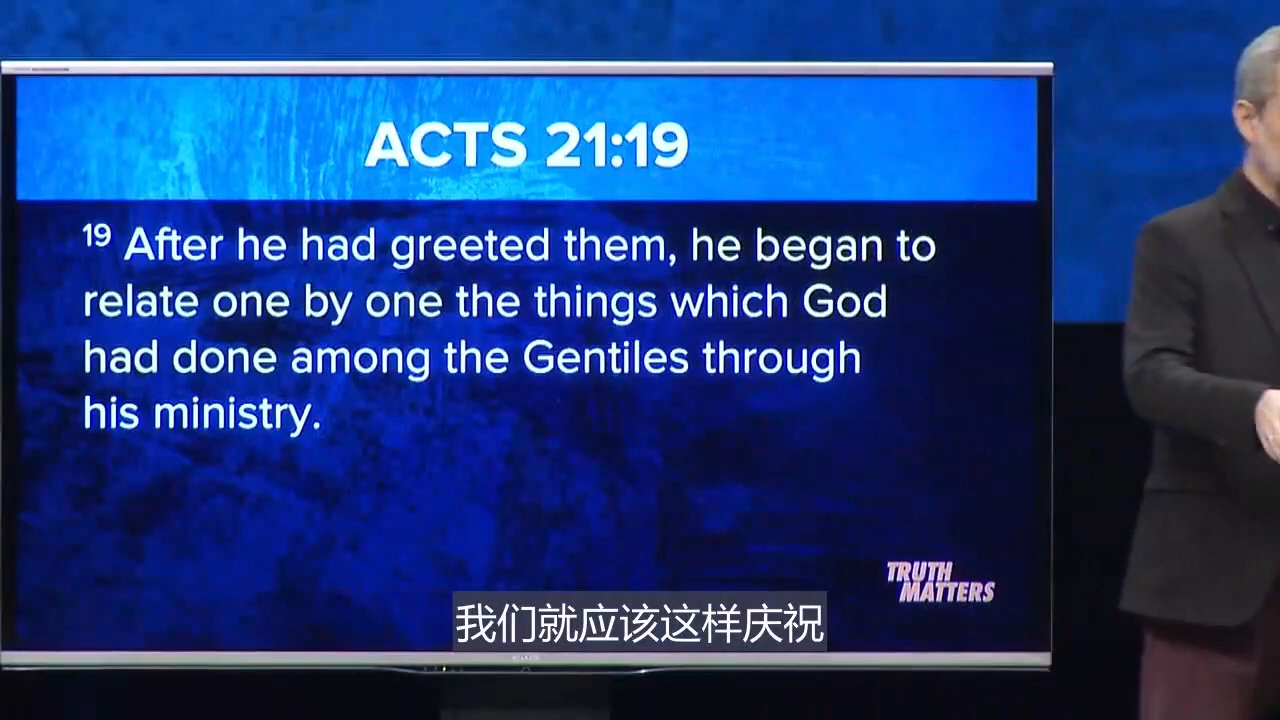 ACTS 21:19
19 After he had greeted them, he began to
relate one by one the things which God
had done among the Gentiles through
his ministry.
TRUTH
MATTERS
我们就应该这样庆祝